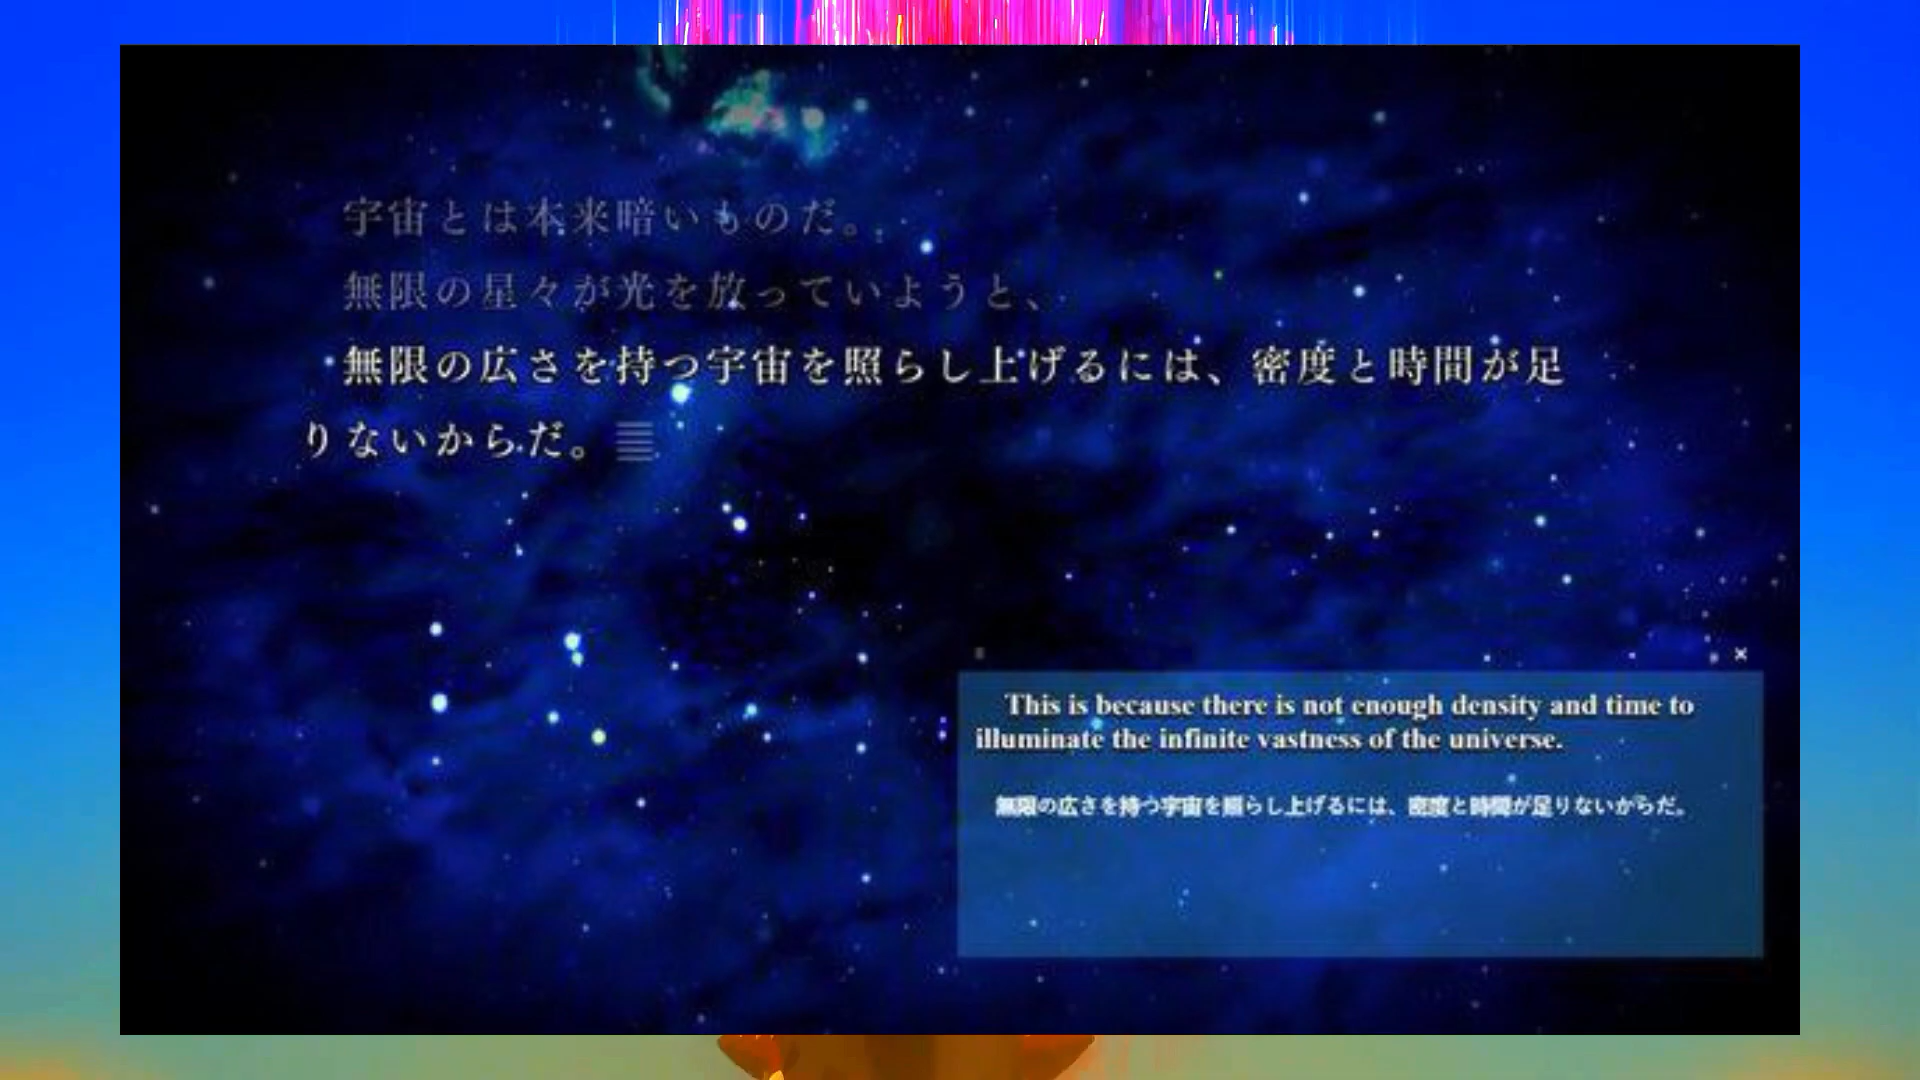 宇宙とは本来暗いものだ。
無限の星々が光を放っていようと、
無限の広さを持つ宇宙を照らし上げるには、密度と時間が足
りないからだ。
This is because there is not enough density and time to
illuminate the infinite vastness of the universe.
無限の広さを持つ宇宙を照らし上げるには、密度と時間が足りないからだ。